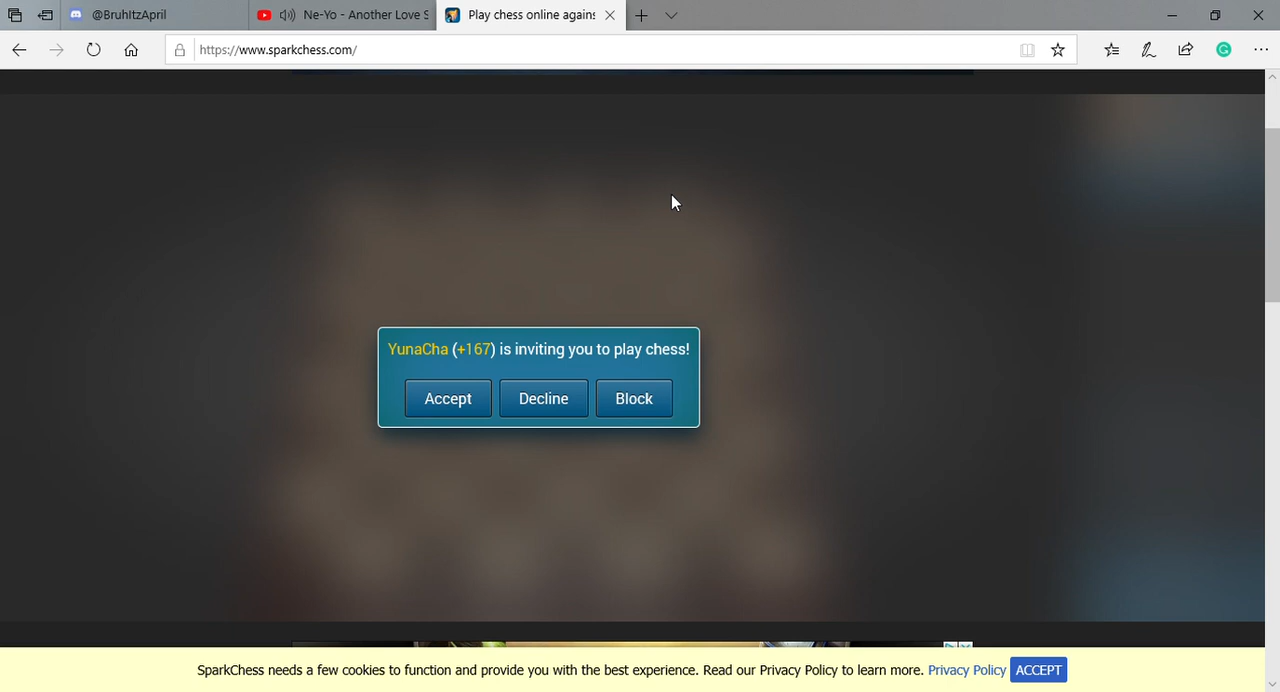 @BruhItzApril
Ne-Yo - Another Love S
Play chess online agains
https://www.sparkchess.com/
YunaCha (+167) is inviting you to play chess!
Accept
Decline
Block
SparkChess needs a few cookies to function and provide you with the best experience. Read our Privacy Policy to learn more. Privacy Policy ACCEPT